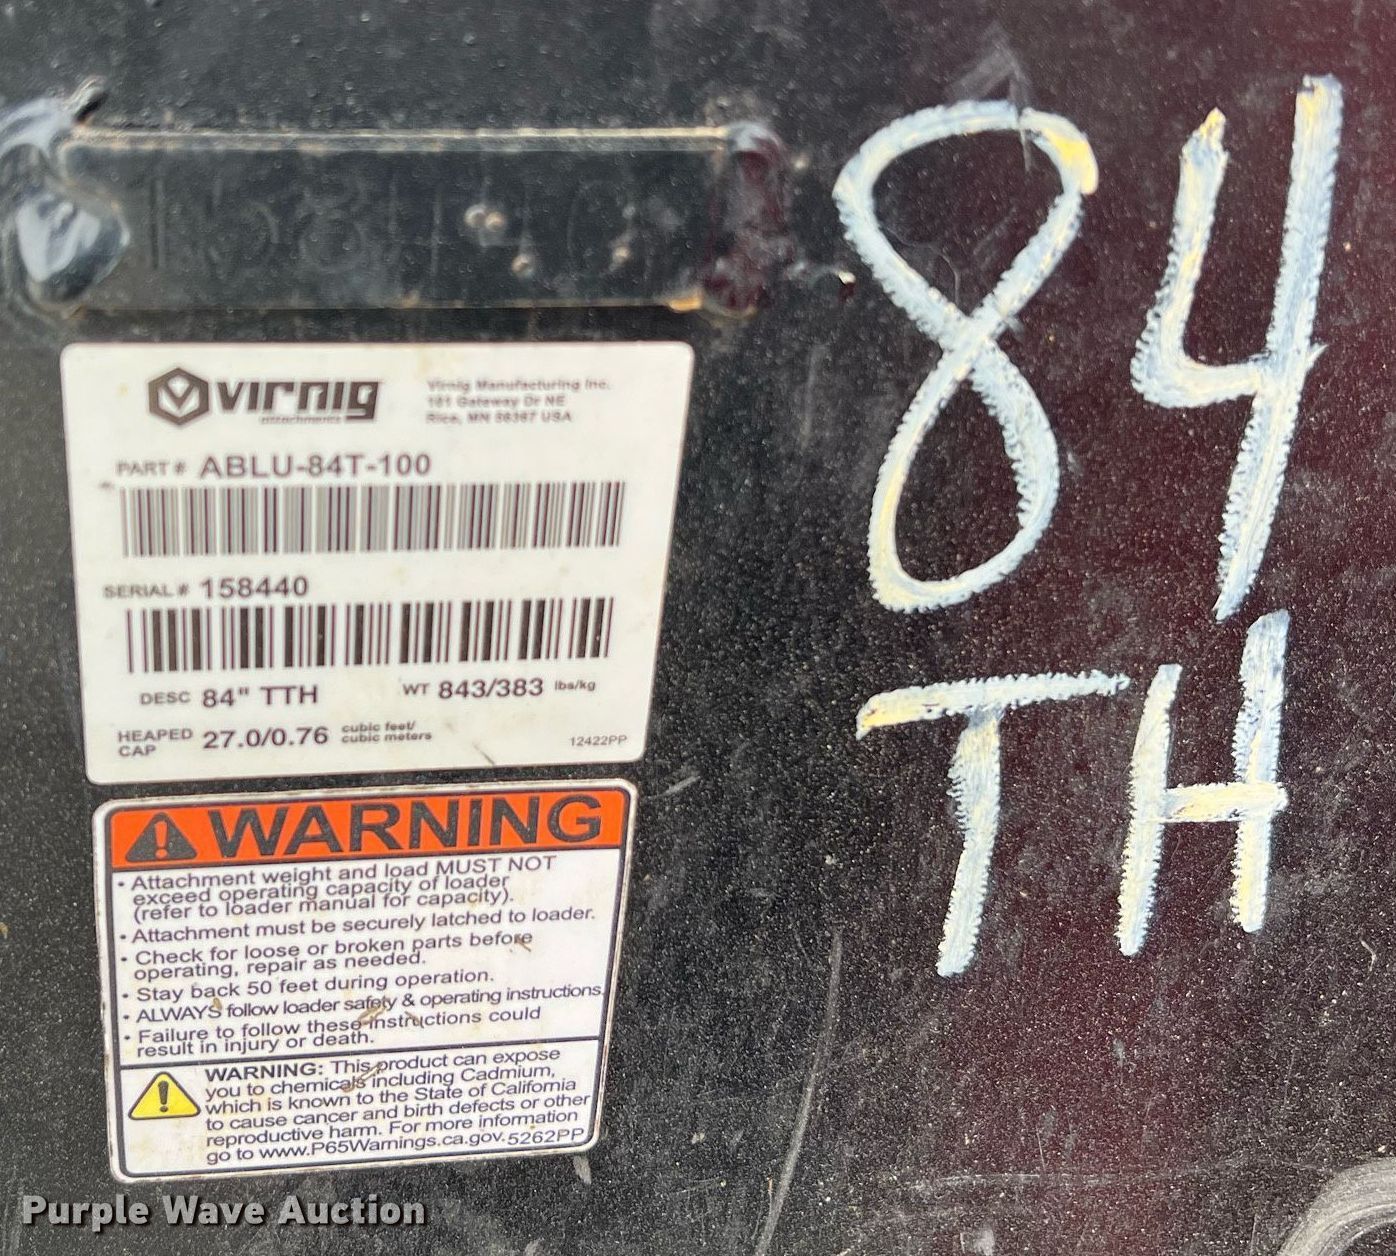 158440
84
TH
virnig
attachments
Virnig Manufacturing Inc.
101 Gateway Dr NE
Rice, MN 56367 USA
PART # ABLU-84T-100
SERIAL # 158440
DESC 84" TTH WT 843/383 lbs/kg
HEAPED CAP 27.0/0.76 cubic feet/ cubic meters
12422PP
WARNING
• Attachment weight and load MUST NOT
exceed operating capacity of loader
(refer to loader manual for capacity).
• Attachment must be securely latched to loader.
• Check for loose or broken parts before
operating, repair as needed.
• Stay back 50 feet during operation.
• ALWAYS follow loader safety & operating instructions.
• Failure to follow these instructions could
result in injury or death.
WARNING: This product can expose
you to chemicals including Cadmium,
which is known to the State of California
to cause cancer and birth defects or other
reproductive harm. For more information
go to www.P65Warnings.ca.gov. 5262PP
Purple Wave Auction